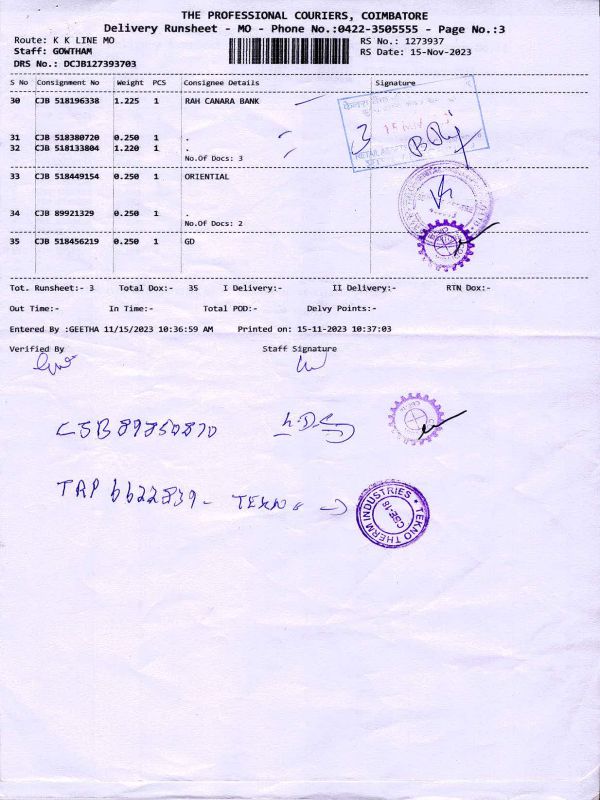 THE PROFESSIONAL COURIERS, COIMBATORE
Delivery Runsheet - MO - Phone No.:0422-3505555 - Page No.:3
Route: K K LINE MO RS No.: 1273937
Staff: GOWTHAM RS Date: 15-Nov-2023
DRS No.: DCJB127393703
S No Consignment No Weight PCS Consignee Details Signature
30 CJB 518196338 1.225 1 RAH CANARA BANK
31 CJB 518380720 0.250 1 .
32 CJB 518133804 1.220 1 .
No.Of Docs: 3
3
33 CJB 518449154 0.250 1 ORIENTIAL
34 CJB 89921329 0.250 1 .
No.Of Docs: 2
35 CJB 518456219 0.250 1 GD
Tot. Runsheet:- 3 Total Dox:- 35 I Delivery:- II Delivery:- RTN Dox:-
Out Time:- In Time:- Total POD:- Delvy Points:-
Entered By :GEETHA 11/15/2023 10:36:59 AM Printed on: 15-11-2023 10:37:03
Verified By Staff Signature
CJB 89850870
TRP 6622839 - TEKNO
TEKNO THERM INDUSTRIES
CBE-18